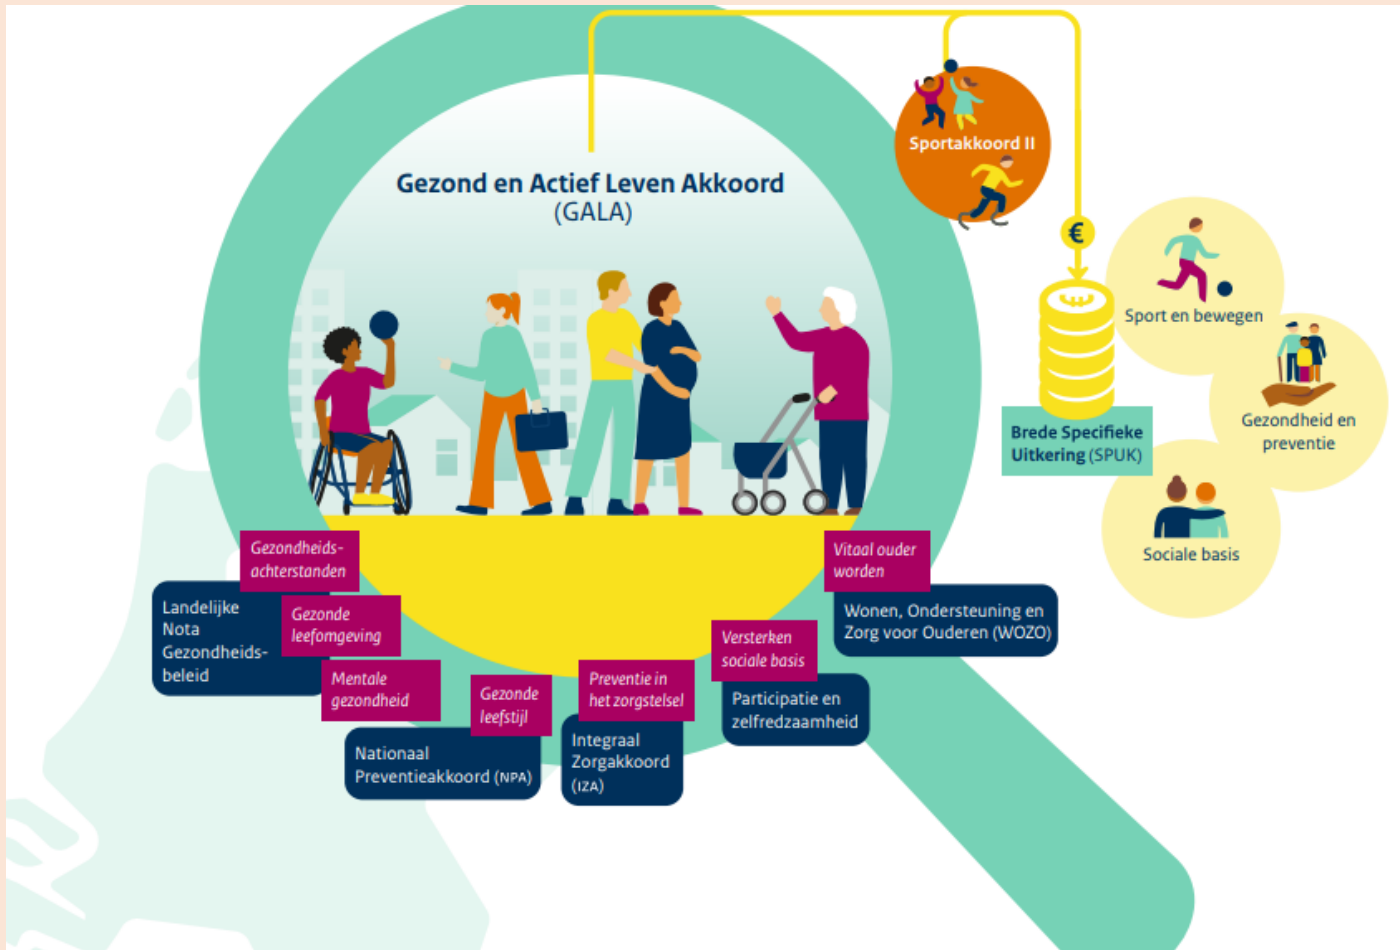 Gezond en Actief Leven Akkoord
(GALA)
Sportakkoord II
€
Sport en bewegen
Gezondheid en
preventie
Sociale basis
Brede Specifieke
Uitkering (SPUK)
Gezondheids-
achterstanden
Landelijke
Nota
Gezondheids-
beleid
Gezonde
leefomgeving
Mentale
gezondheid
Gezonde
leefstijl
Nationaal
Preventieakkoord (NPA)
Preventie in
het zorgstelsel
Integraal
Zorgakkoord
(IZA)
Versterken
sociale basis
Participatie en
zelfredzaamheid
Vitaal ouder
worden
Wonen, Ondersteuning en
Zorg voor Ouderen (WOZO)